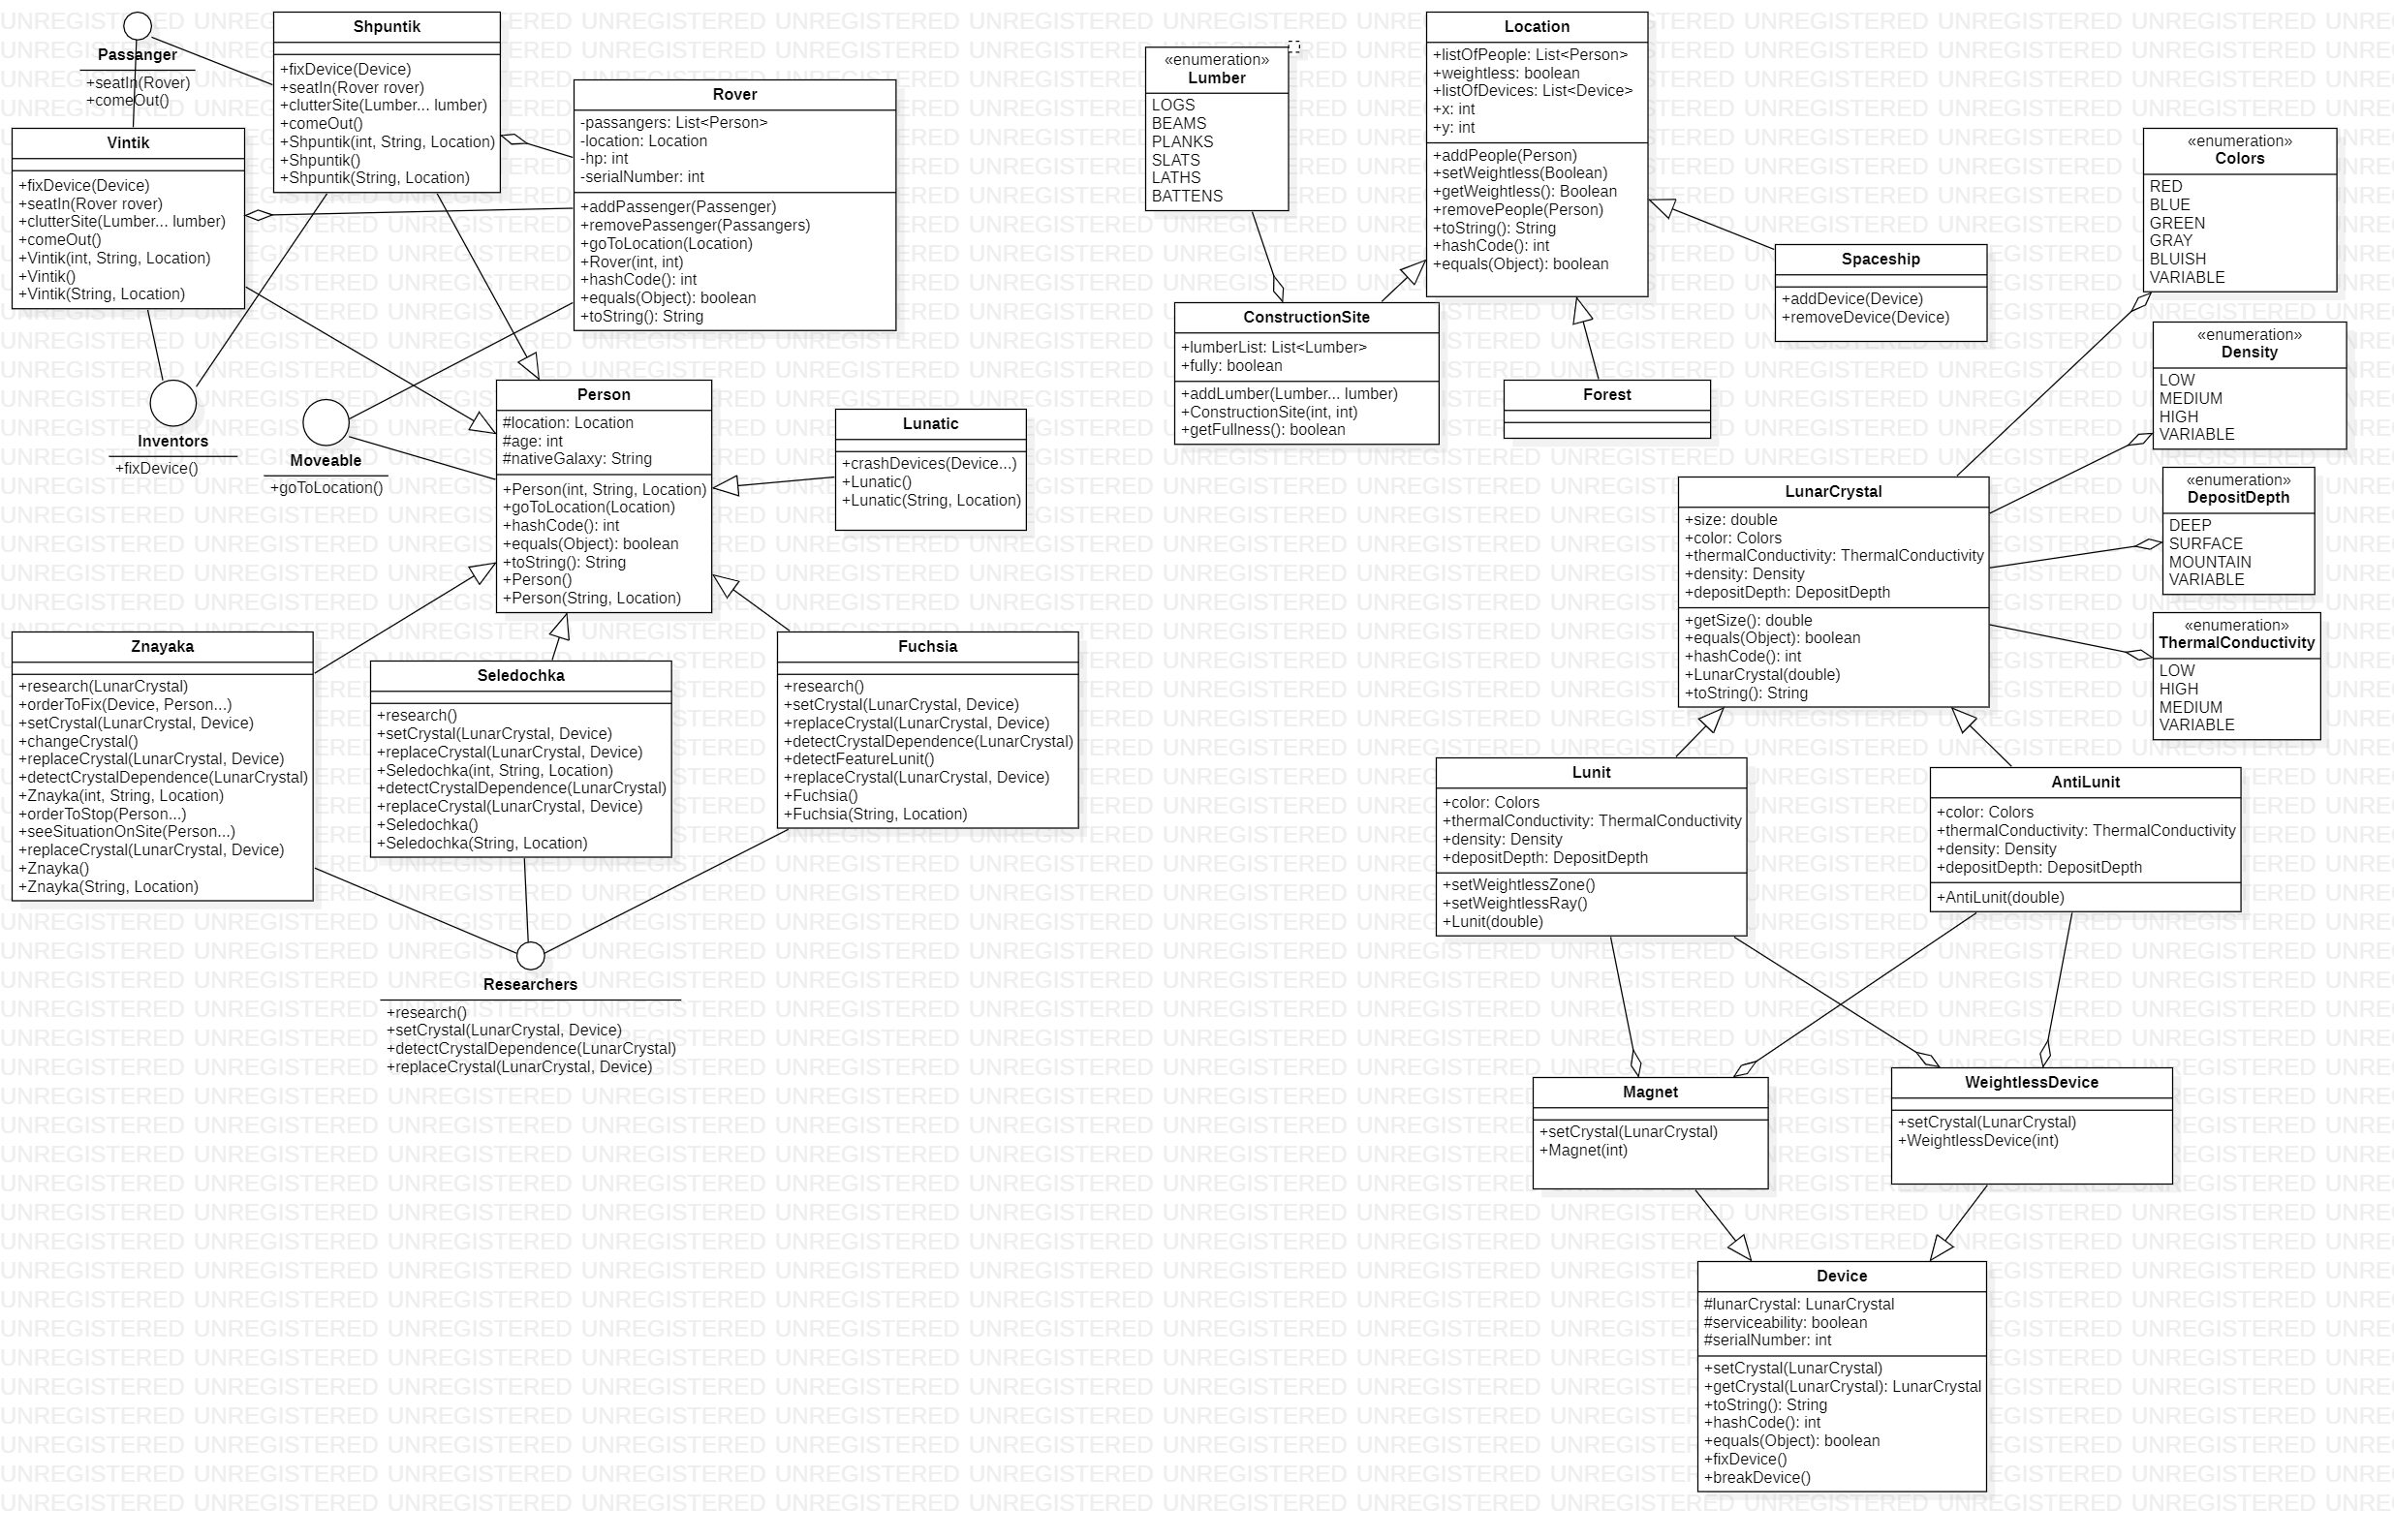 Passanger
+seatIn(Rover)
+comeOut()
Shpuntik
+fixDevice(Device)
+seatIn(Rover rover)
+clutterSite(Lumber... lumber)
+comeOut()
+Shpuntik(int, String, Location)
+Shpuntik()
+Shpuntik(String, Location)
Vintik
+fixDevice(Device)
+seatIn(Rover rover)
+clutterSite(Lumber... lumber)
+comeOut()
+Vintik(int, String, Location)
+Vintik()
+Vintik(String, Location)
Rover
-passangers: List<Person>
-location: Location
-hp: int
-serialNumber: int
+addPassenger(Passenger)
+removePassenger(Passangers)
+goToLocation(Location)
+Rover(int, int)
+hashCode(): int
+equals(Object): boolean
+toString(): String
Inventors
+fixDevice()
Moveable
+goToLocation()
Person
#location: Location
#age: int
#nativeGalaxy: String
+Person(int, String, Location)
+goToLocation(Location)
+hashCode(): int
+equals(Object): boolean
+toString(): String
+Person()
+Person(String, Location)
Lunatic
+crashDevices(Device...)
+Lunatic()
+Lunatic(String, Location)
Znayaka
+research(LunarCrystal)
+orderToFix(Device, Person...)
+setCrystal(LunarCrystal, Device)
+changeCrystal()
+replaceCrystal(LunarCrystal, Device)
+detectCrystalDependence(LunarCrystal)
+Znayka(int, String, Location)
+orderToStop(Person...)
+seeSituationOnSite(Person...)
+replaceCrystal(LunarCrystal, Device)
+Znayka()
+Znayka(String, Location)
Seledochka
+research()
+setCrystal(LunarCrystal, Device)
+replaceCrystal(LunarCrystal, Device)
+Seledochka(int, String, Location)
+detectCrystalDependence(LunarCrystal)
+replaceCrystal(LunarCrystal, Device)
+Seledochka()
+Seledochka(String, Location)
Fuchsia
+research()
+setCrystal(LunarCrystal, Device)
+replaceCrystal(LunarCrystal, Device)
+detectCrystalDependence(LunarCrystal)
+detectFeatureLunit()
+replaceCrystal(LunarCrystal, Device)
+Fuchsia()
+Fuchsia(String, Location)
Researchers
+research()
+setCrystal(LunarCrystal, Device)
+detectCrystalDependence(LunarCrystal)
+replaceCrystal(LunarCrystal, Device)
«enumeration»
Lumber
LOGS
BEAMS
PLANKS
SLATS
LATHS
BATTENS
Location
+listOfPeople: List<Person>
+weightless: boolean
+listOfDevices: List<Device>
+x: int
+y: int
+addPeople(Person)
+setWeightless(Boolean)
+getWeightless(): Boolean
+removePeople(Person)
+toString(): String
+hashCode(): int
+equals(Object): boolean
ConstructionSite
+lumberList: List<Lumber>
+fully: boolean
+addLumber(Lumber... lumber)
+ConstructionSite(int, int)
+getFullness(): boolean
Forest
Spaceship
+addDevice(Device)
+removeDevice(Device)
«enumeration»
Colors
RED
BLUE
GREEN
GRAY
BLUISH
VARIABLE
«enumeration»
Density
LOW
MEDIUM
HIGH
VARIABLE
«enumeration»
DepositDepth
DEEP
SURFACE
MOUNTAIN
VARIABLE
«enumeration»
ThermalConductivity
LOW
HIGH
MEDIUM
VARIABLE
LunarCrystal
+size: double
+color: Colors
+thermalConductivity: ThermalConductivity
+density: Density
+depositDepth: DepositDepth
+getSize(): double
+equals(Object): boolean
+hashCode(): int
+LunarCrystal(double)
+toString(): String
Lunit
+color: Colors
+thermalConductivity: ThermalConductivity
+density: Density
+depositDepth: DepositDepth
+setWeightlessZone()
+setWeightlessRay()
+Lunit(double)
AntiLunit
+color: Colors
+thermalConductivity: ThermalConductivity
+density: Density
+depositDepth: DepositDepth
+AntiLunit(double)
Magnet
+setCrystal(LunarCrystal)
+Magnet(int)
WeightlessDevice
+setCrystal(LunarCrystal)
+WeightlessDevice(int)
Device
#lunarCrystal: LunarCrystal
#serviceability: boolean
#serialNumber: int
+setCrystal(LunarCrystal)
+getCrystal(LunarCrystal): LunarCrystal
+toString(): String
+hashCode(): int
+equals(Object): boolean
+fixDevice()
+breakDevice()
UNREGISTERED